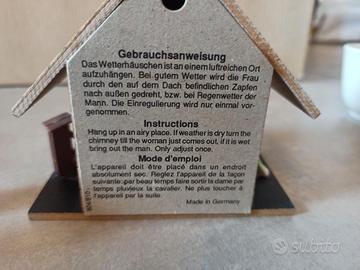 Gebrauchsanweisung
Das Wetterhäuschen ist an einem luftreichen Ort
aufzuhängen. Bei gutem Wetter wird die Frau
durch den auf dem Dach befindlichen Zapfen
nach außen gedreht, bzw. bei Regenwetter der
Mann. Die Einregulierung wird nur einmal vor-
genommen.
Instructions
Hang up in an airy place. If weather is dry turn the
chimney till the woman just comes out, if it is wet
bring out the man. Only adjust once.
Mode d'emploi
L'appareil doit être placé dans un endroit
absolument sec. Reglez l'appareil de la façon
suivante: par beau temps faire sortir la dame par
temps pluvieux la cavalier. Ne plus toucher à
l'appareil par la suite.
Made in Germany
subito